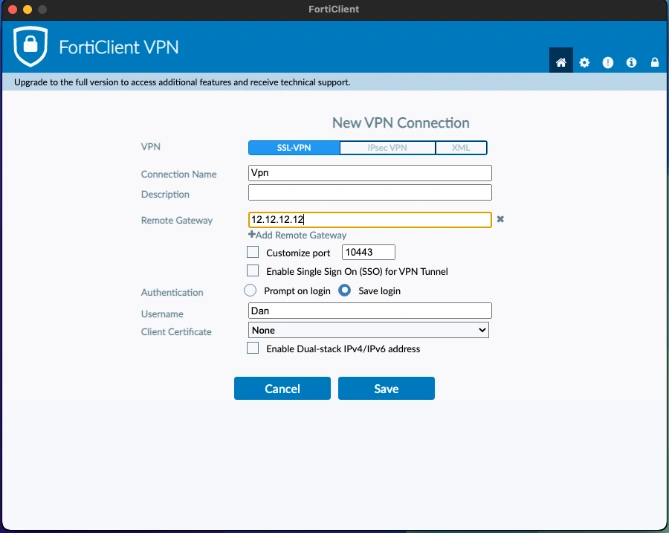 FortiClient
FortiClient VPN
Upgrade to the full version to access additional features and receive technical support.
New VPN Connection
VPN SSL-VPN IPsec VPN XML
Connection Name Vpn
Description
Remote Gateway 12.12.12.12
+Add Remote Gateway
Customize port 10443
Enable Single Sign On (SSO) for VPN Tunnel
Authentication Prompt on login Save login
Username Dan
Client Certificate None
Enable Dual-stack IPv4/IPv6 address
Cancel Save